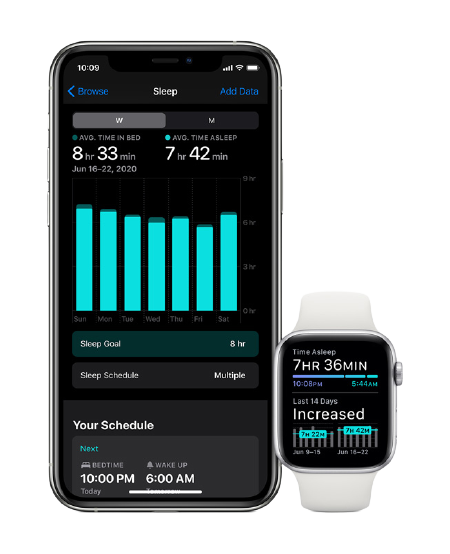 10:09
Browse
Sleep
Add Data
W
M
AVG. TIME IN BED
AVG. TIME ASLEEP
8 hr 33 min
7 hr 42 min
Jun 16–22, 2020
9 hr
6 hr
3 hr
0 hr
Sun Mon Tue Wed Thu Fri Sat
Sleep Goal
8 hr
Sleep Schedule
Multiple
Your Schedule
Next
BEDTIME
WAKE UP
10:00 PM
6:00 AM
Today
Tomorrow
Time Asleep
7HR 36MIN
10:08PM
5:44AM
Last 14 Days
Increased
7H 22M
7H 42M
Jun 9–15
Jun 16–22